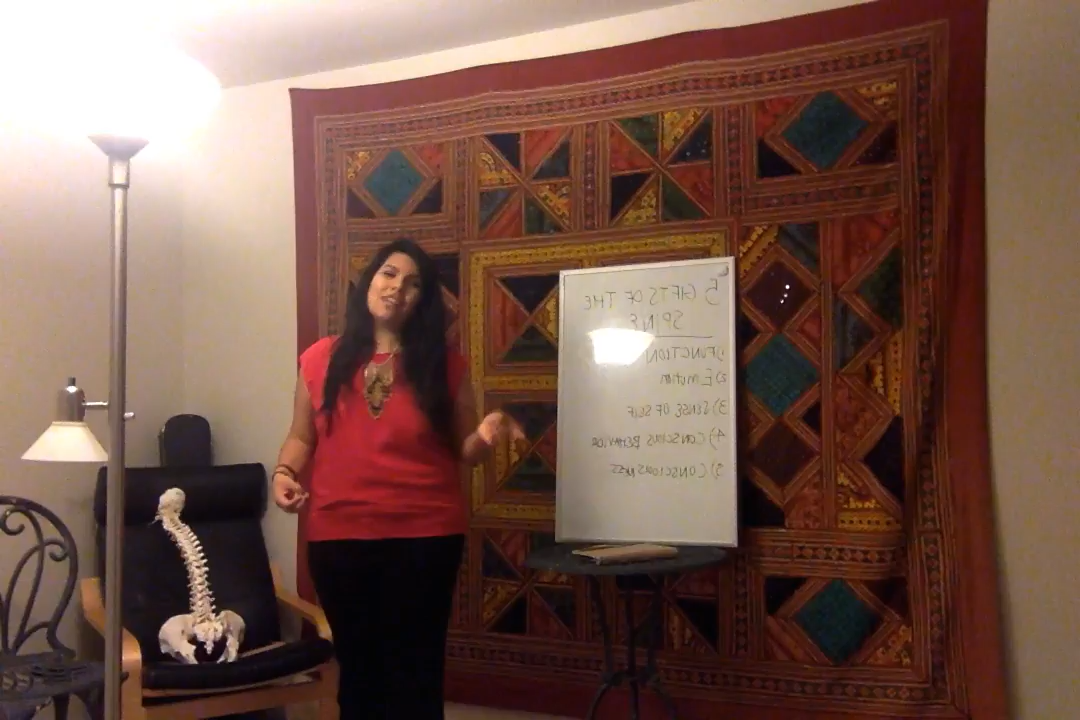 5 GIFTS OF THE
SPINE
1) FUNCTION
2) Emotion
3) SENSE OF SELF
4) CONSCIOUS BEHAVIOR
5) CONSCIOUSNESS